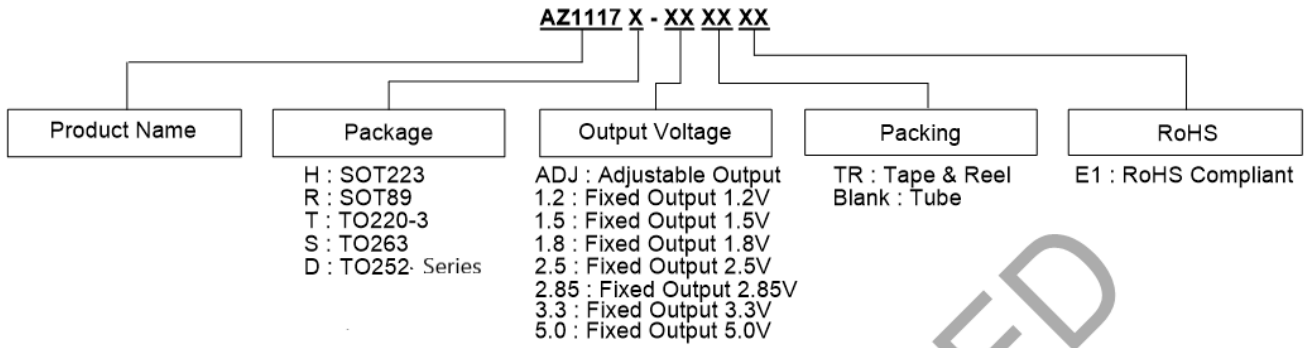 AZ1117 X - XX XX XX
Product Name
Package
H : SOT223
R : SOT89
T : TO220-3
S : TO263
D : TO252- Series
Output Voltage
ADJ : Adjustable Output
1.2 : Fixed Output 1.2V
1.5 : Fixed Output 1.5V
1.8 : Fixed Output 1.8V
2.5 : Fixed Output 2.5V
2.85 : Fixed Output 2.85V
3.3 : Fixed Output 3.3V
5.0 : Fixed Output 5.0V
Packing
TR : Tape & Reel
Blank : Tube
RoHS
E1 : RoHS Compliant
ED